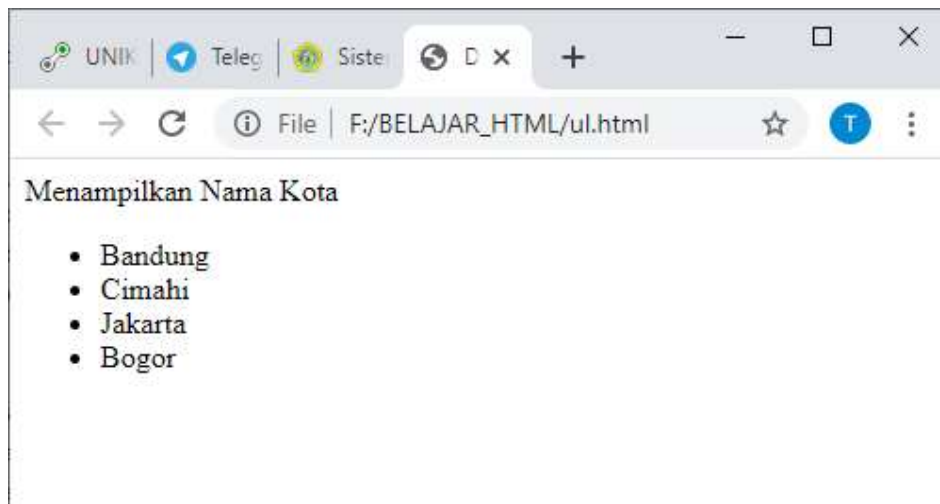 UNIK Teleg Siste D
File F:/BELAJAR_HTML/ul.html T
Menampilkan Nama Kota
Bandung
Cimahi
Jakarta
Bogor